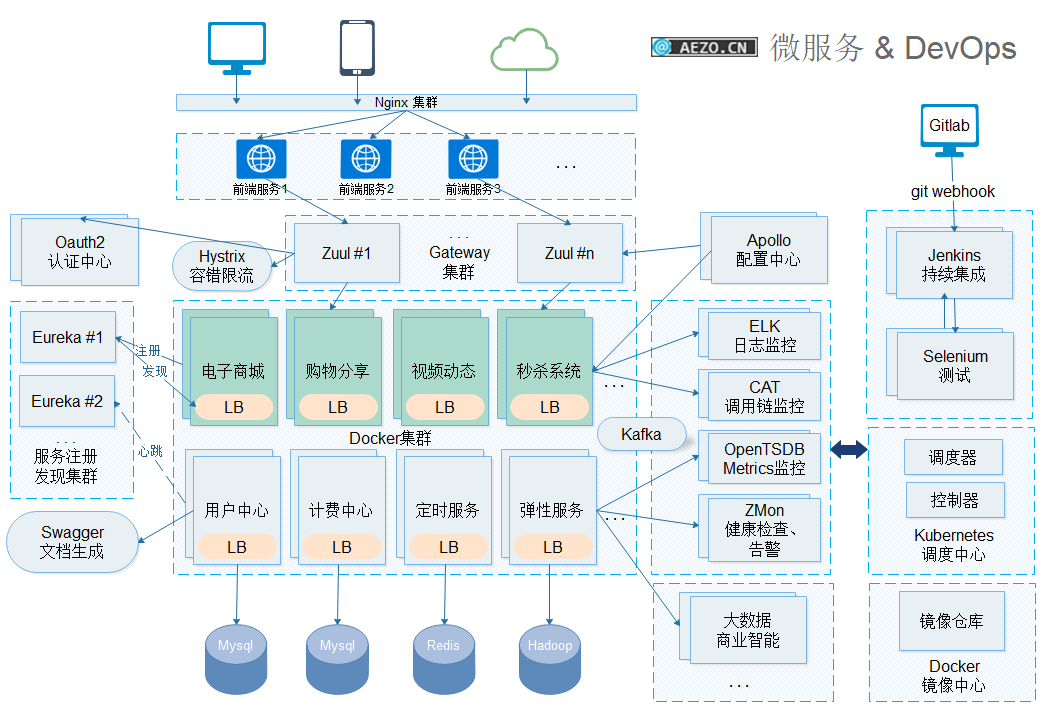 @ AEZO.CN 微服务 & DevOps
Nginx 集群
前端服务1
前端服务2
前端服务3
. . .
Gitlab
git webhook
Oauth2
认证中心
Hystrix
容错限流
Zuul #1
. . .
Gateway
集群
Zuul #n
Apollo
配置中心
Jenkins
持续集成
Selenium
测试
Eureka #1
Eureka #2
. . .
服务注册
发现集群
注册
发现
心跳
电子商城
LB
购物分享
LB
视频动态
LB
秒杀系统
LB
. . .
Docker集群
Kafka
用户中心
LB
计费中心
LB
定时服务
LB
弹性服务
LB
. . .
Swagger
文档生成
ELK
日志监控
CAT
调用链监控
OpenTSDB
Metrics监控
ZMon
健康检查、
告警
调度器
控制器
Kubernetes
调度中心
Mysql
Mysql
Redis
Hadoop
大数据
商业智能
. . .
镜像仓库
Docker
镜像中心